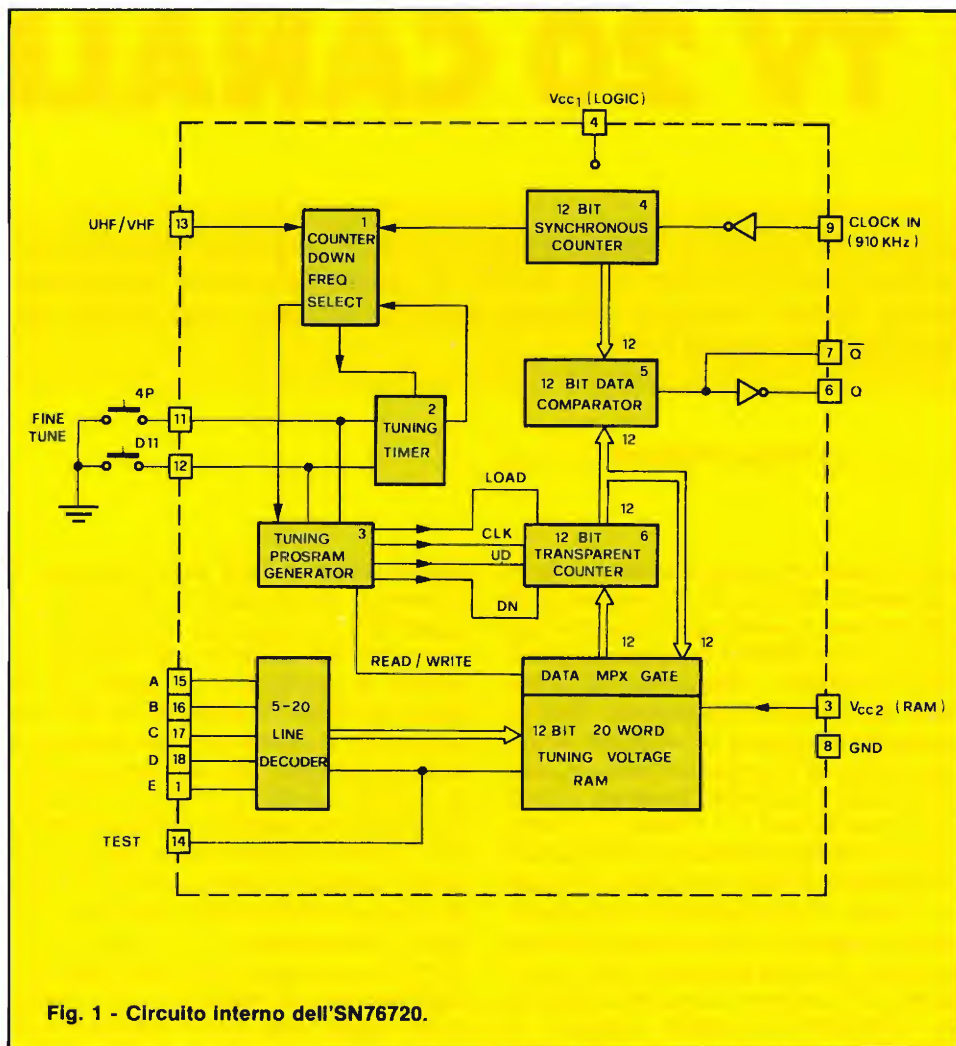 Vcc1 (LOGIC)
4
UHF/VHF
13
1
COUNTER
DOWN
FREQ.
SELECT
4
12 BIT
SYNCHRONOUS
COUNTER
9
CLOCK IN
(910 KHz)
12
5
12 BIT DATA
COMPARATOR
7
Q̅
6
Q
FINE
TUNE
4P
11
D11
12
2
TUNING
TIMER
12
3
TUNING
PROSRAM
GENERATOR
LOAD
CLK
UD
DN
12
6
12 BIT
TRANSPARENT
COUNTER
READ / WRITE
12
12
A
15
B
16
C
17
D
18
E
1
5-20
LINE
DECODER
DATA MPX GATE
12 BIT 20 WORD
TUNING VOLTAGE
RAM
3
Vcc2 (RAM)
8
GND
TEST
14
Fig. 1 - Circuito interno dell'SN76720.